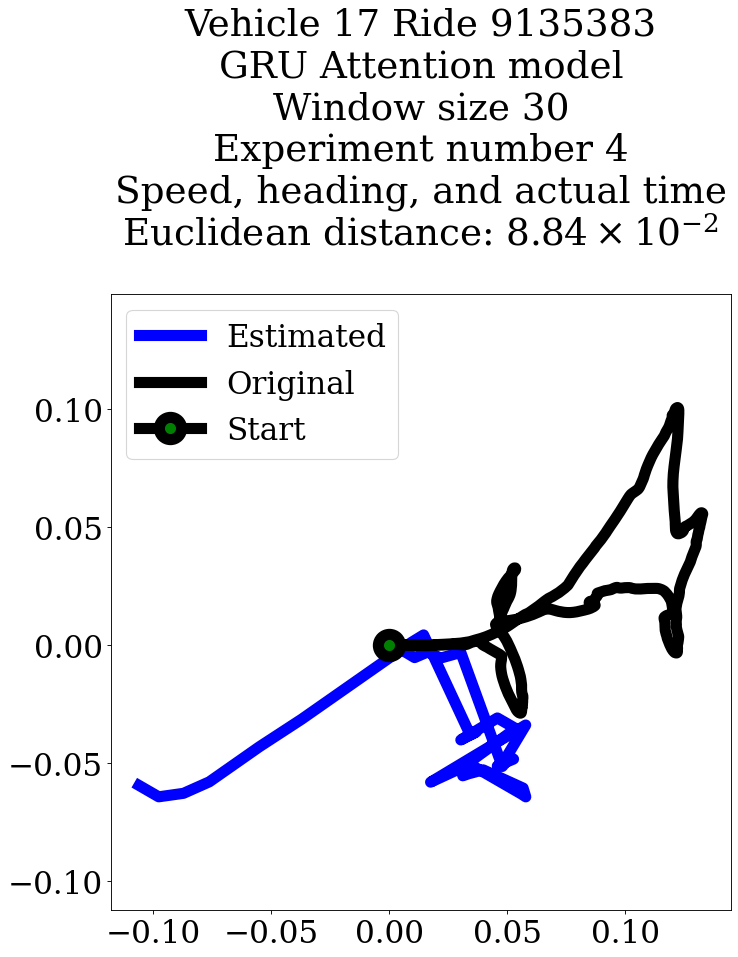 Vehicle 17 Ride 9135383
GRU Attention model
Window size 30
Experiment number 4
Speed, heading, and actual time
Euclidean distance: 8.84 × 10⁻²
Estimated
Original
Start
0.10
0.05
0.00
−0.05
−0.10
−0.10 −0.05 0.00 0.05 0.10